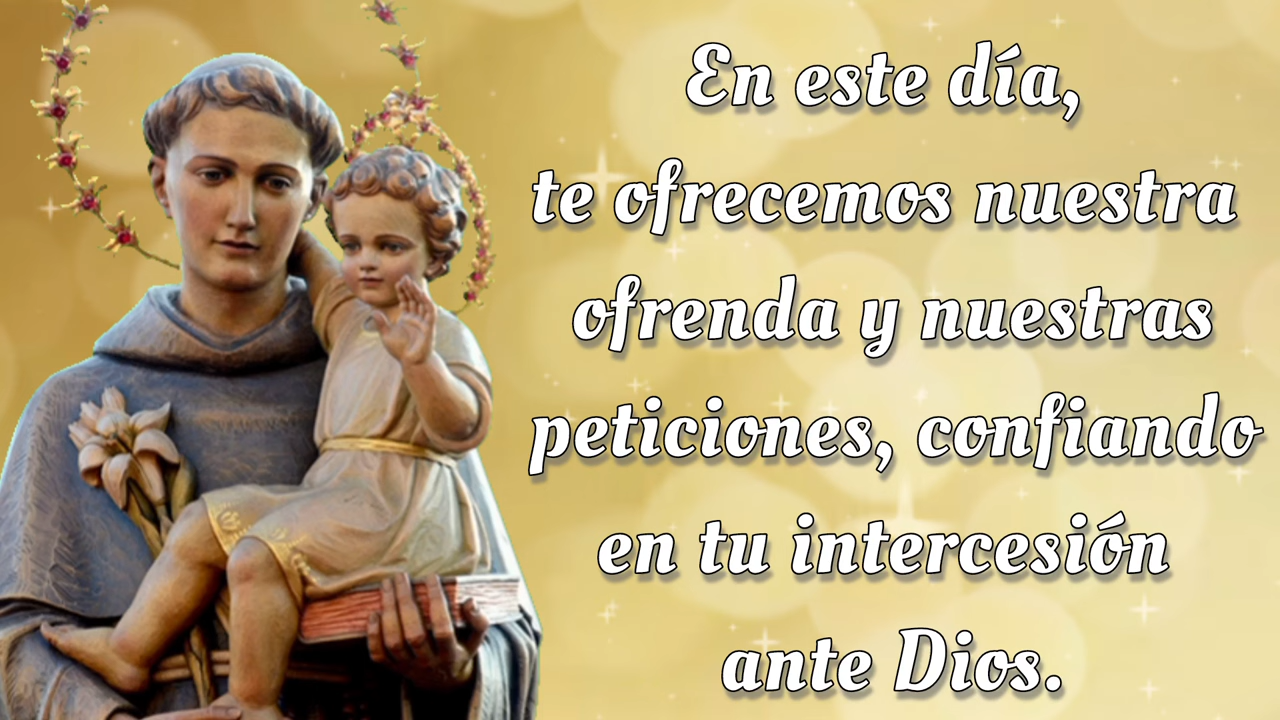 En este día,
te ofrecemos nuestra
ofrenda y nuestras
peticiones, confiando
en tu intercesión
ante Dios.